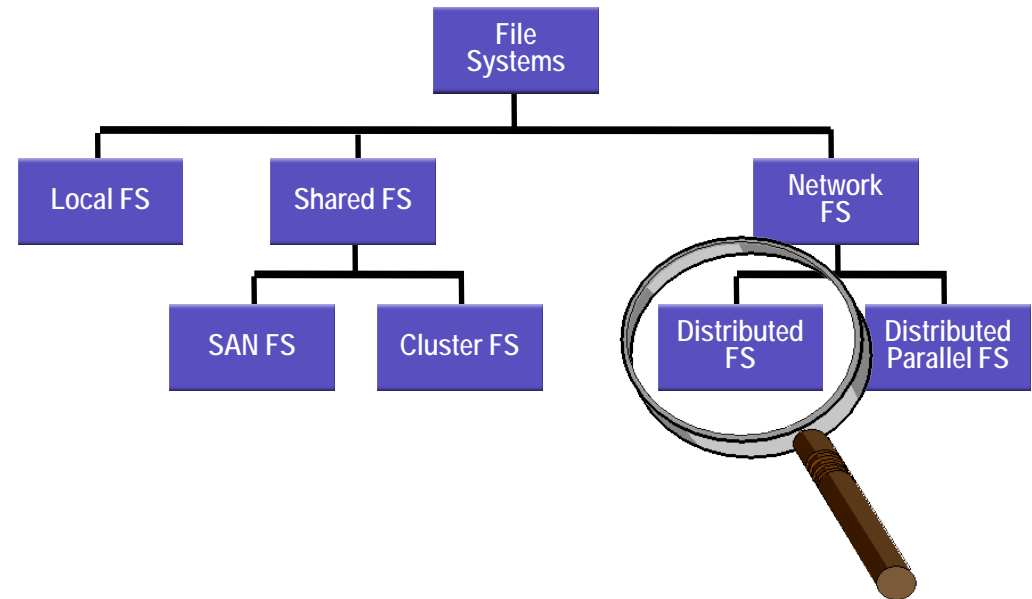 File
Systems
Local FS
Shared FS
Network
FS
SAN FS
Cluster FS
Distributed
FS
Distributed
Parallel FS